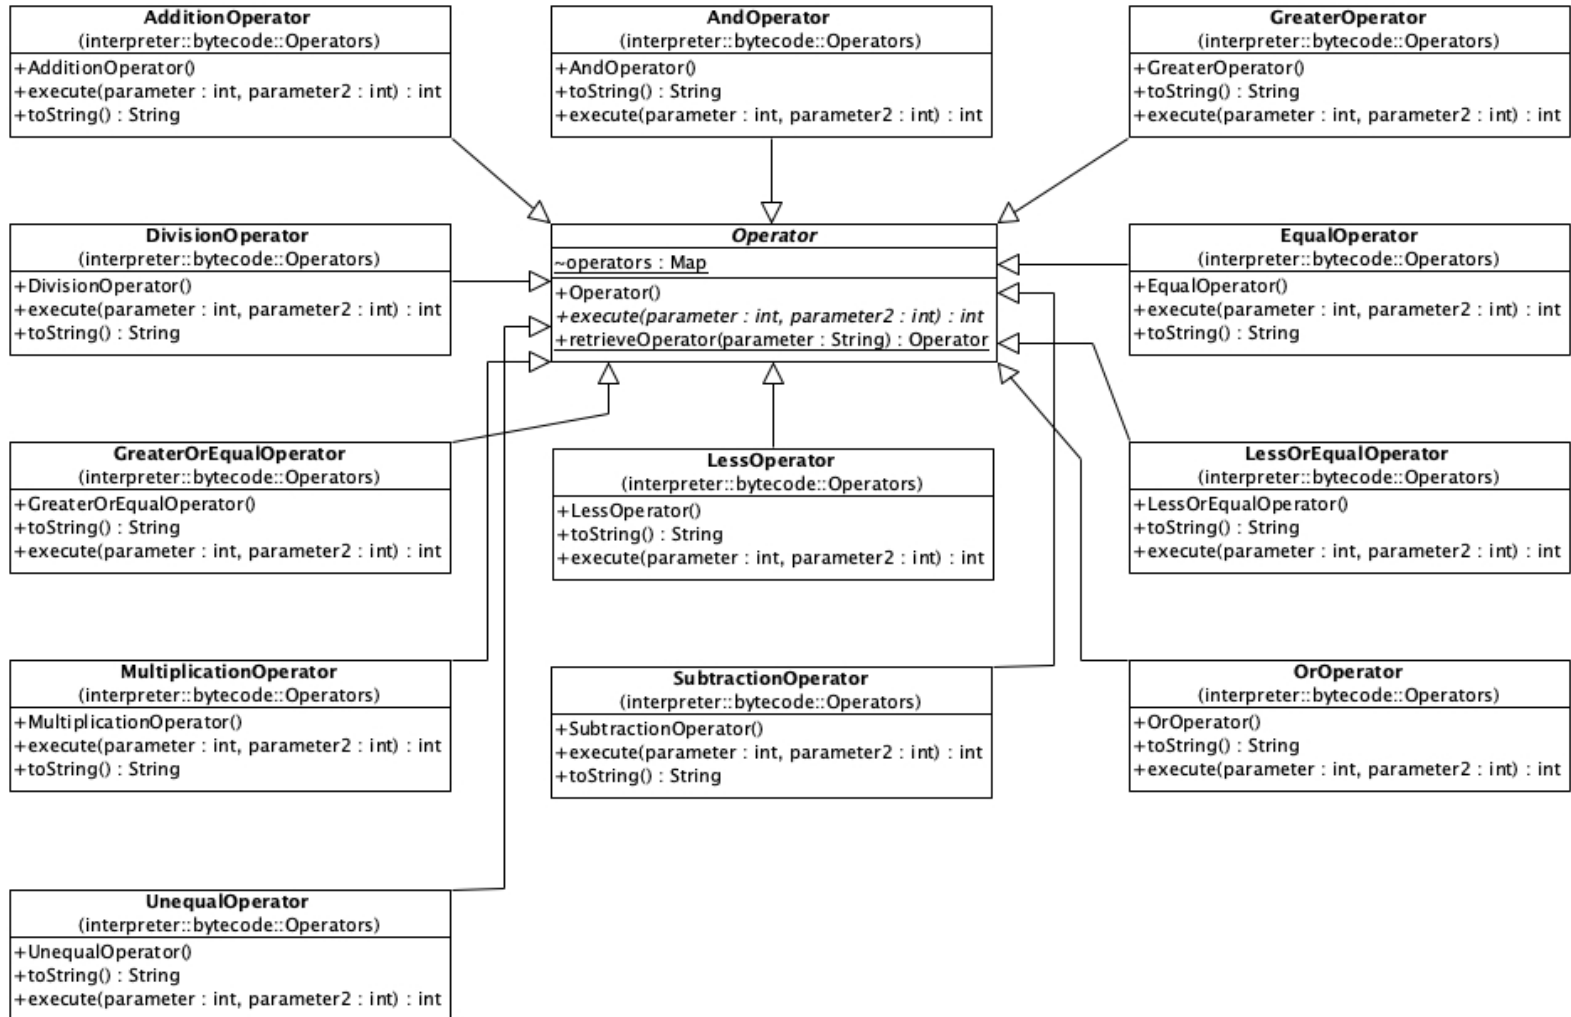 AdditionOperator
(interpreter::bytecode::Operators)
+AdditionOperator()
+execute(parameter : int, parameter2 : int) : int
+toString() : String
AndOperator
(interpreter::bytecode::Operators)
+AndOperator()
+toString() : String
+execute(parameter : int, parameter2 : int) : int
GreaterOperator
(interpreter::bytecode::Operators)
+GreaterOperator()
+toString() : String
+execute(parameter : int, parameter2 : int) : int
DivisionOperator
(interpreter::bytecode::Operators)
+DivisionOperator()
+execute(parameter : int, parameter2 : int) : int
+toString() : String
Operator
~operators : Map
+Operator()
+execute(parameter : int, parameter2 : int) : int
+retrieveOperator(parameter : String) : Operator
EqualOperator
(interpreter::bytecode::Operators)
+EqualOperator()
+execute(parameter : int, parameter2 : int) : int
+toString() : String
GreaterOrEqualOperator
(interpreter::bytecode::Operators)
+GreaterOrEqualOperator()
+toString() : String
+execute(parameter : int, parameter2 : int) : int
LessOperator
(interpreter::bytecode::Operators)
+LessOperator()
+toString() : String
+execute(parameter : int, parameter2 : int) : int
LessOrEqualOperator
(interpreter::bytecode::Operators)
+LessOrEqualOperator()
+toString() : String
+execute(parameter : int, parameter2 : int) : int
MultiplicationOperator
(interpreter::bytecode::Operators)
+MultiplicationOperator()
+execute(parameter : int, parameter2 : int) : int
+toString() : String
SubtractionOperator
(interpreter::bytecode::Operators)
+SubtractionOperator()
+execute(parameter : int, parameter2 : int) : int
+toString() : String
OrOperator
(interpreter::bytecode::Operators)
+OrOperator()
+toString() : String
+execute(parameter : int, parameter2 : int) : int
UnequalOperator
(interpreter::bytecode::Operators)
+UnequalOperator()
+toString() : String
+execute(parameter : int, parameter2 : int) : int